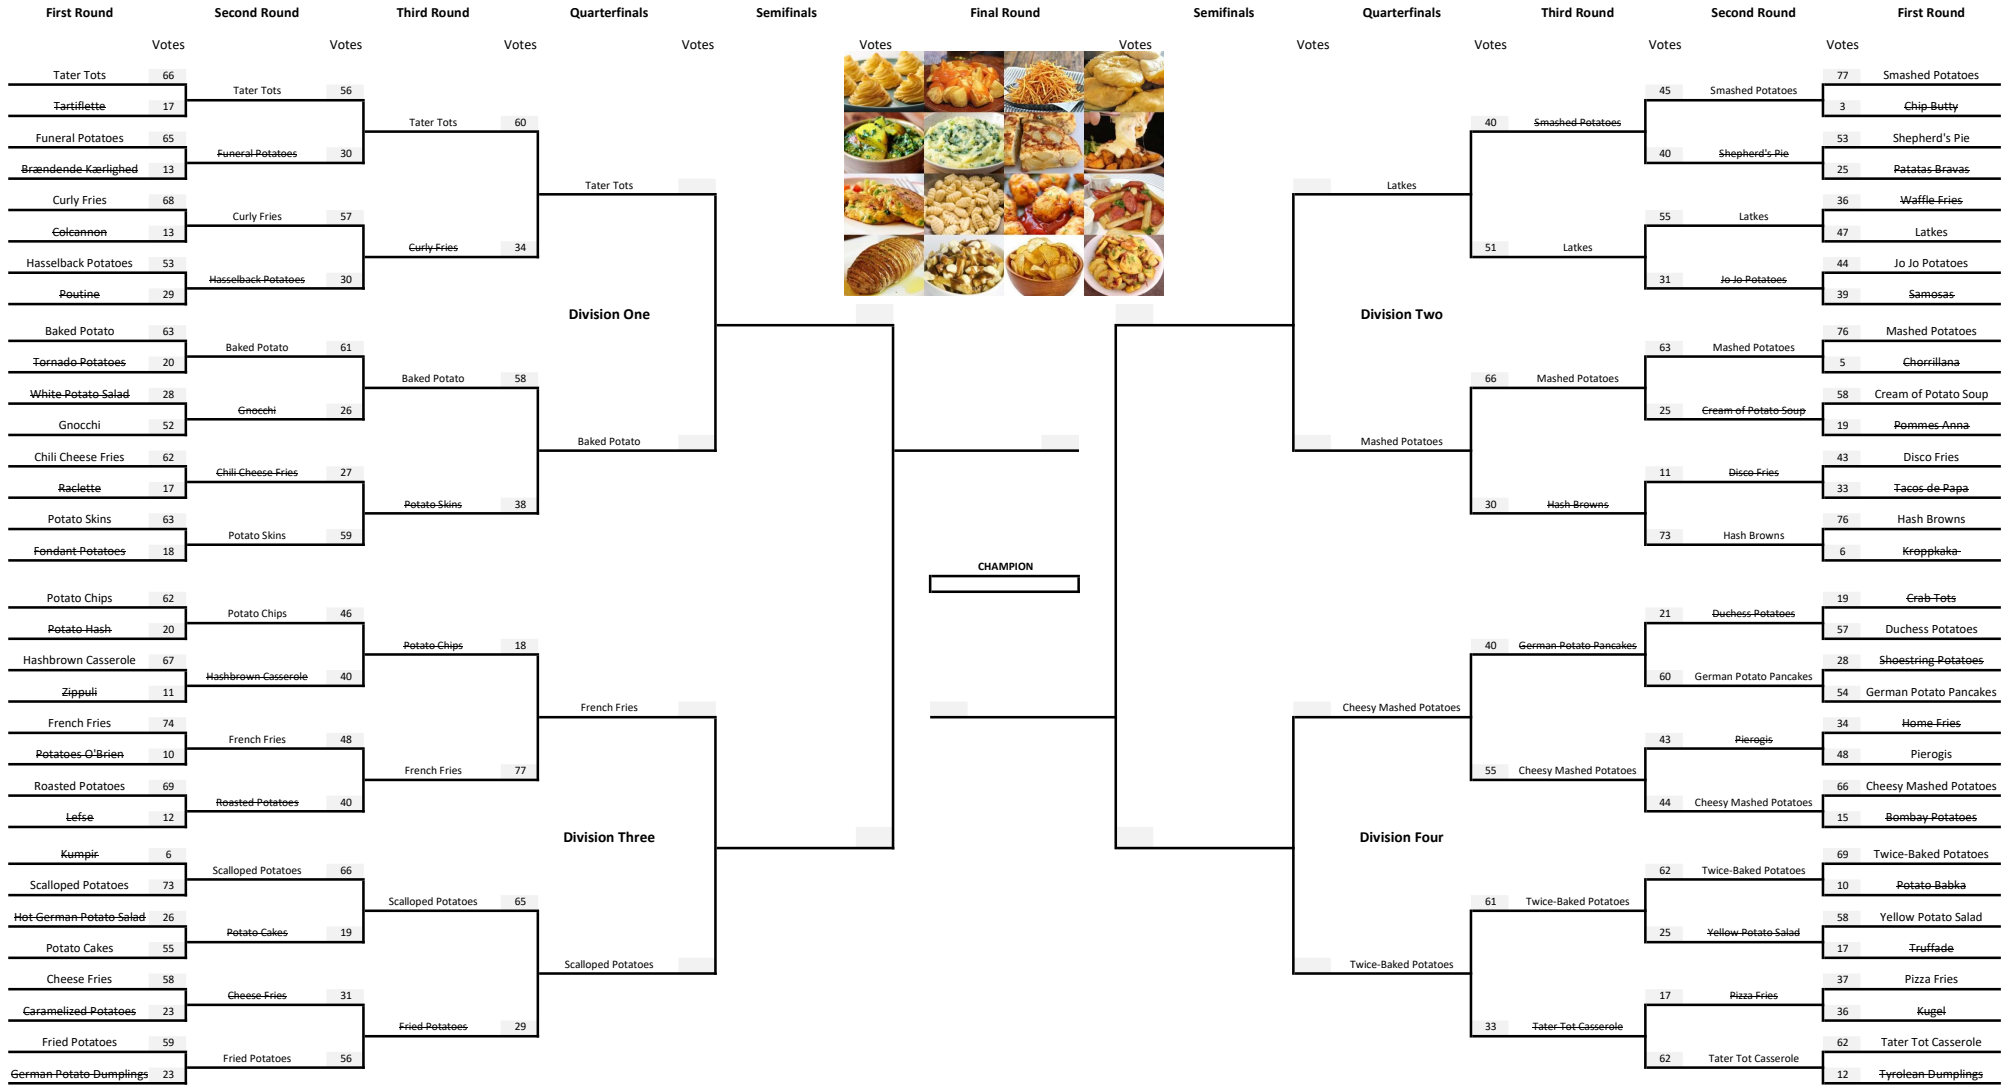 First Round Second Round Third Round Quarterfinals Semifinals Final Round Semifinals Quarterfinals Third Round Second Round First Round
Votes Votes Votes Votes Votes Votes Votes Votes Votes Votes
Tater Tots 66
Tartiflette 17
Funeral Potatoes 65
Brændende Kærlighed 13
Curly Fries 68
Colcannon 13
Hasselback Potatoes 53
Poutine 29
Baked Potato 63
Tornado Potatoes 20
White Potato Salad 28
Gnocchi 52
Chili Cheese Fries 62
Raclette 17
Potato Skins 63
Fondant Potatoes 18
Potato Chips 62
Potato Hash 20
Hashbrown Casserole 67
Zippuli 11
French Fries 74
Potatoes O'Brien 10
Roasted Potatoes 69
Lefse 12
Kumpir 6
Scalloped Potatoes 73
Hot German Potato Salad 26
Potato Cakes 55
Cheese Fries 58
Caramelized Potatoes 23
Fried Potatoes 59
German Potato Dumplings 23
Tater Tots 56
Funeral Potatoes 30
Curly Fries 57
Hasselback Potatoes 30
Baked Potato 61
Gnocchi 26
Chili Cheese Fries 27
Potato Skins 59
Potato Chips 46
Hashbrown Casserole 40
French Fries 48
Roasted Potatoes 40
Scalloped Potatoes 66
Potato Cakes 19
Cheese Fries 31
Fried Potatoes 56
Tater Tots 60
Curly Fries 34
Baked Potato 58
Potato Skins 38
Potato Chips 18
French Fries 77
Scalloped Potatoes 65
Fried Potatoes 29
Tater Tots
Division One
Baked Potato
French Fries
Division Three
Scalloped Potatoes
CHAMPION
Latkes
Division Two
Mashed Potatoes
Cheesy Mashed Potatoes
Division Four
Twice-Baked Potatoes
40 Smashed Potatoes
51 Latkes
66 Mashed Potatoes
30 Hash Browns
40 German Potato Pancakes
55 Cheesy Mashed Potatoes
61 Twice-Baked Potatoes
33 Tater Tot Casserole
45 Smashed Potatoes
40 Shepherd's Pie
55 Latkes
31 Jo Jo Potatoes
63 Mashed Potatoes
25 Cream of Potato Soup
11 Disco Fries
73 Hash Browns
21 Duchess Potatoes
60 German Potato Pancakes
43 Pierogis
44 Cheesy Mashed Potatoes
62 Twice-Baked Potatoes
25 Yellow Potato Salad
17 Pizza Fries
62 Tater Tot Casserole
77 Smashed Potatoes
3 Chip Butty
53 Shepherd's Pie
25 Patatas Bravas
36 Waffle Fries
47 Latkes
44 Jo Jo Potatoes
39 Samosas
76 Mashed Potatoes
5 Chorrillana
58 Cream of Potato Soup
19 Pommes Anna
43 Disco Fries
33 Tacos de Papa
76 Hash Browns
6 Kroppkaka
19 Crab Tots
57 Duchess Potatoes
28 Shoestring Potatoes
54 German Potato Pancakes
34 Home Fries
48 Pierogis
66 Cheesy Mashed Potatoes
15 Bombay Potatoes
69 Twice-Baked Potatoes
10 Potato Babka
58 Yellow Potato Salad
17 Truffade
37 Pizza Fries
36 Kugel
62 Tater Tot Casserole
12 Tyrolean Dumplings